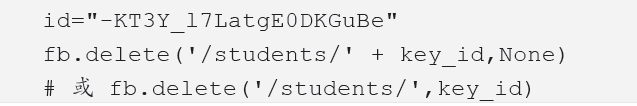 id="-KT3Y_l7LatgE0DKGuBe"
fb.delete('/students/' + key_id,None)
# 或 fb.delete('/students/',key_id)